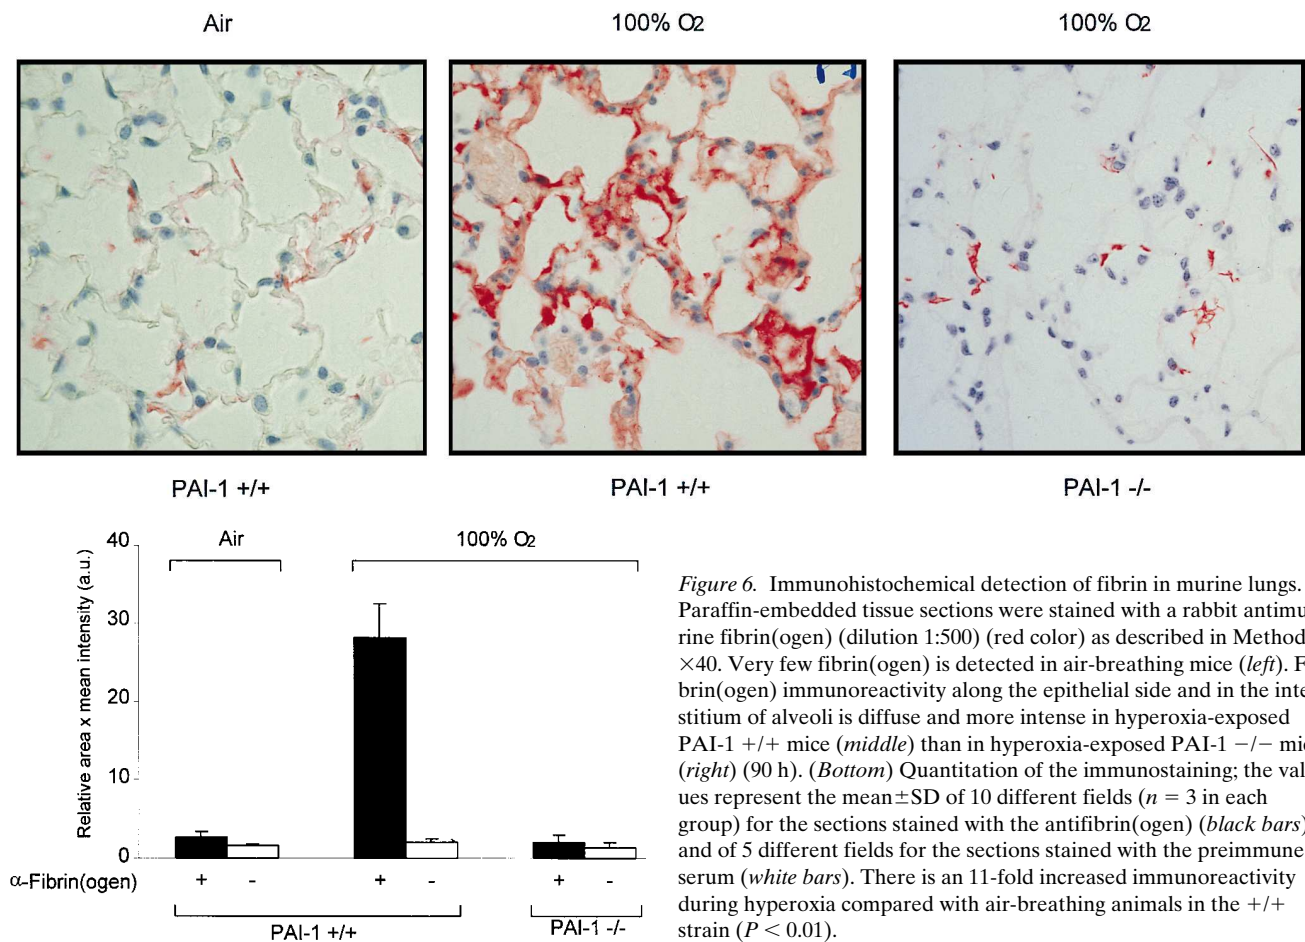 Air
100% O2
100% O2
PAI-1 +/+
PAI-1 +/+
PAI-1 -/-
Relative area x mean intensity (a.u.)
40
30
20
10
0
Air
100% O2
α-Fibrin(ogen)
+
-
+
-
+
-
PAI-1 +/+
PAI-1 -/-
Figure 6. Immunohistochemical detection of fibrin in murine lungs.
Paraffin-embedded tissue sections were stained with a rabbit antimu
rine fibrin(ogen) (dilution 1:500) (red color) as described in Method
×40. Very few fibrin(ogen) is detected in air-breathing mice (left). F
brin(ogen) immunoreactivity along the epithelial side and in the inte
stitium of alveoli is diffuse and more intense in hyperoxia-exposed
PAI-1 +/+ mice (middle) than in hyperoxia-exposed PAI-1 −/− mic
(right) (90 h). (Bottom) Quantitation of the immunostaining; the val
ues represent the mean±SD of 10 different fields (n = 3 in each
group) for the sections stained with the antifibrin(ogen) (black bars)
and of 5 different fields for the sections stained with the preimmune
serum (white bars). There is an 11-fold increased immunoreactivity
during hyperoxia compared with air-breathing animals in the +/+
strain (P < 0.01).